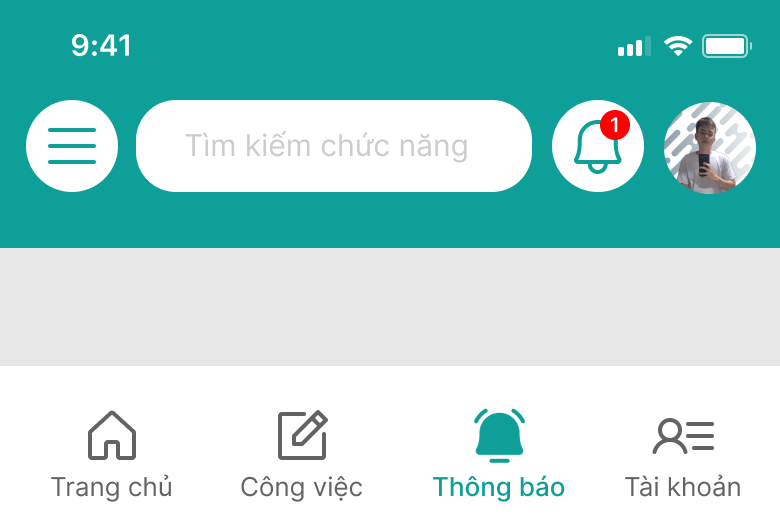 9:41
Tìm kiếm chức năng
1
Trang chủ
Công việc
Thông báo
Tài khoản